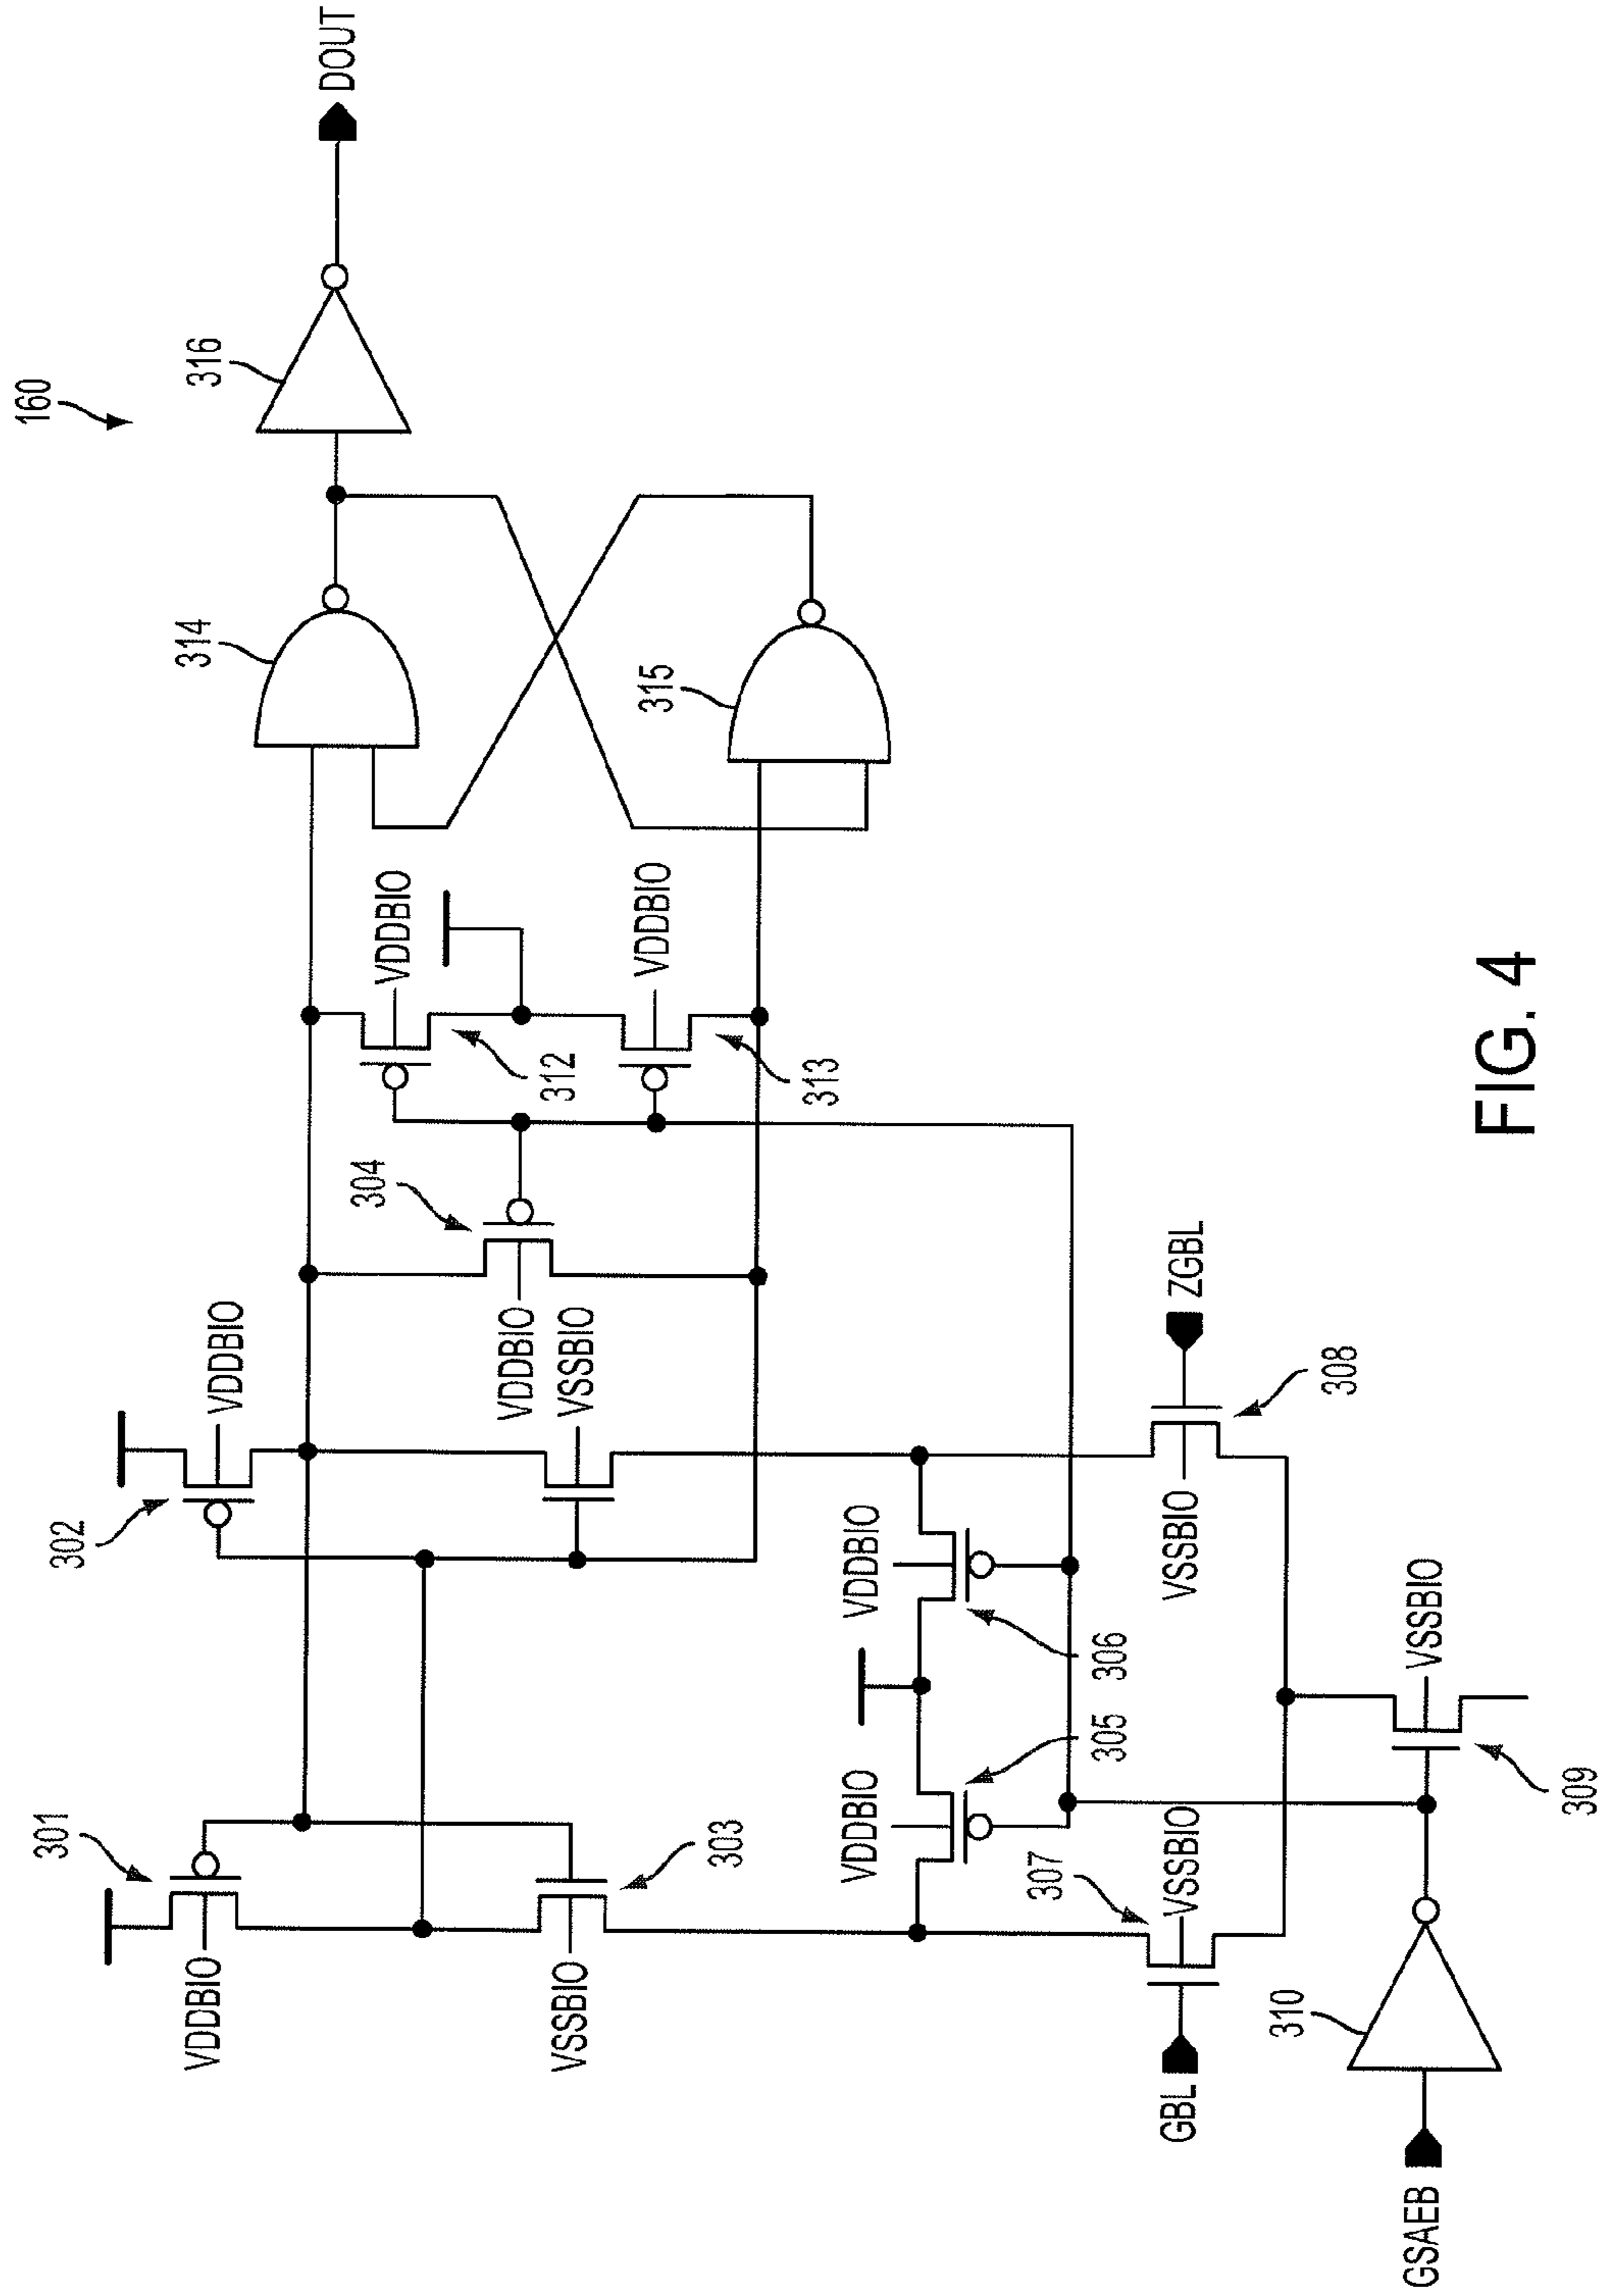 160
DOUT
316
314
315
VDDBIO
VDDBIO
312
313
304
VDDBIO
VDDBIO
VSSBIO
302
ZGBL
308
VSSBIO
VDDBIO
306
VSSBIO
301
303
VDDBIO
305
309
307
VSSBIO
VDDBIO
VSSBIO
310
GBL
GSAEB
FIG. 4